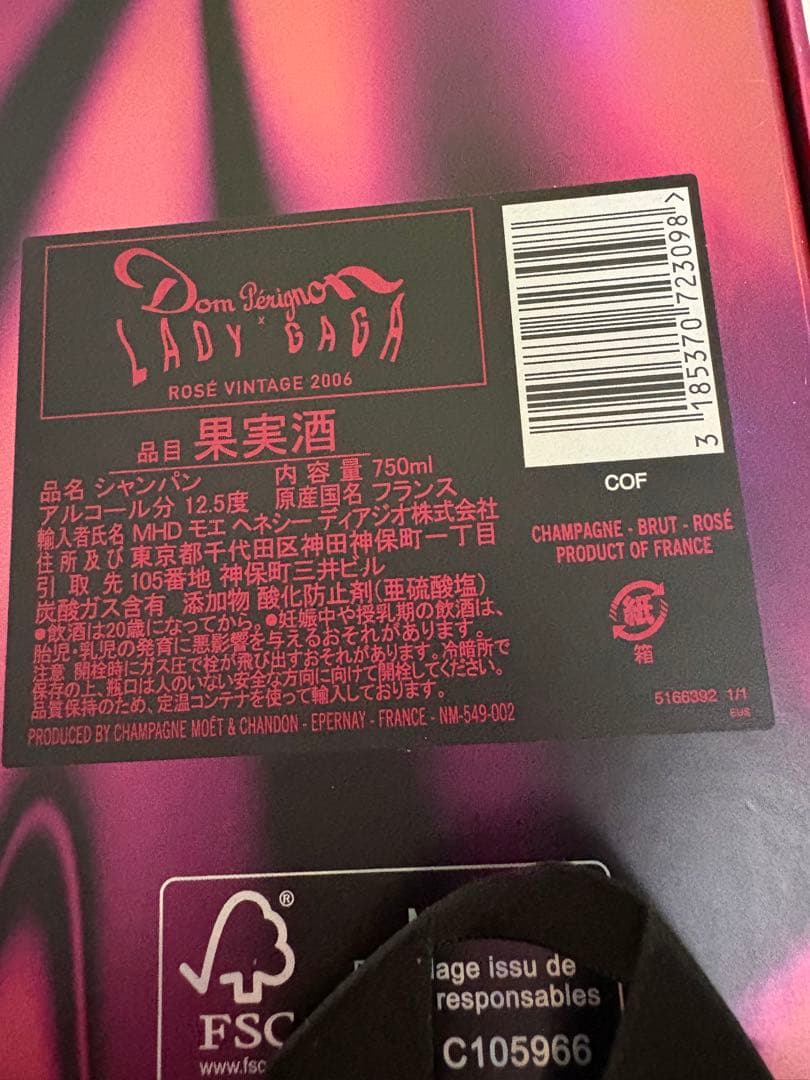 Dom Pérignon
×
LADY GAGA
ROSÉ VINTAGE 2006
品目 果実酒
品名 シャンパン 内容量 750ml
アルコール分 12.5度 原産国名 フランス
輸入者氏名 MHD モエ ヘネシー ディアジオ株式会社
住所及び 東京都千代田区神田神保町一丁目
引取先 105番地 神保町三井ビル
炭酸ガス含有 添加物 酸化防止剤(亜硫酸塩)
●飲酒は20歳になってから。●妊娠中や授乳期の飲酒は、
胎児・乳児の発育に悪影響を与えるおそれがあります。
注意 開栓時にガス圧で栓が飛び出すおそれがあります。冷暗所で
保存の上、瓶口は人のいない安全な方向に向けて開栓してください。
品質保持のため、定温コンテナを使って輸入しております。
PRODUCED BY CHAMPAGNE MOËT & CHANDON - EPERNAY - FRANCE - NM-549-002
3 185370 723098 >
COF
CHAMPAGNE - BRUT - ROSÉ
PRODUCT OF FRANCE
紙
箱
5166392 1/1
EUS
®
FSC
www.fsc
issu de
responsables
C105966